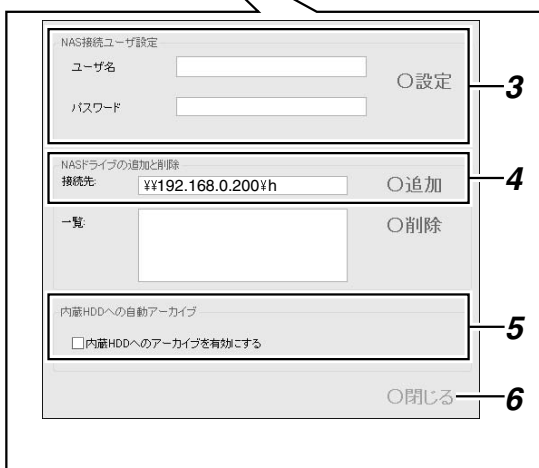 NAS接続ユーザ設定
ユーザ名
○設定
3
パスワード
NASドライブの追加と削除
接続先:
¥¥192.168.0.200¥h
○追加
4
一覧:
○削除
内蔵HDDへの自動アーカイブ
5
内蔵HDDへのアーカイブを有効にする
○閉じる
6